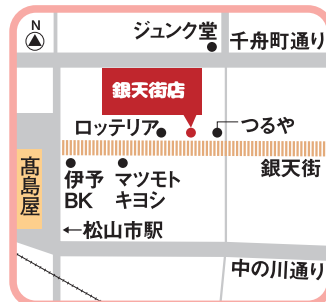 N
ジュンク堂
千舟町通り
銀天街店
ロッテリア
つるや
銀天街
髙島屋
伊予
BK
マツモト
キヨシ
←松山市駅
中の川通り